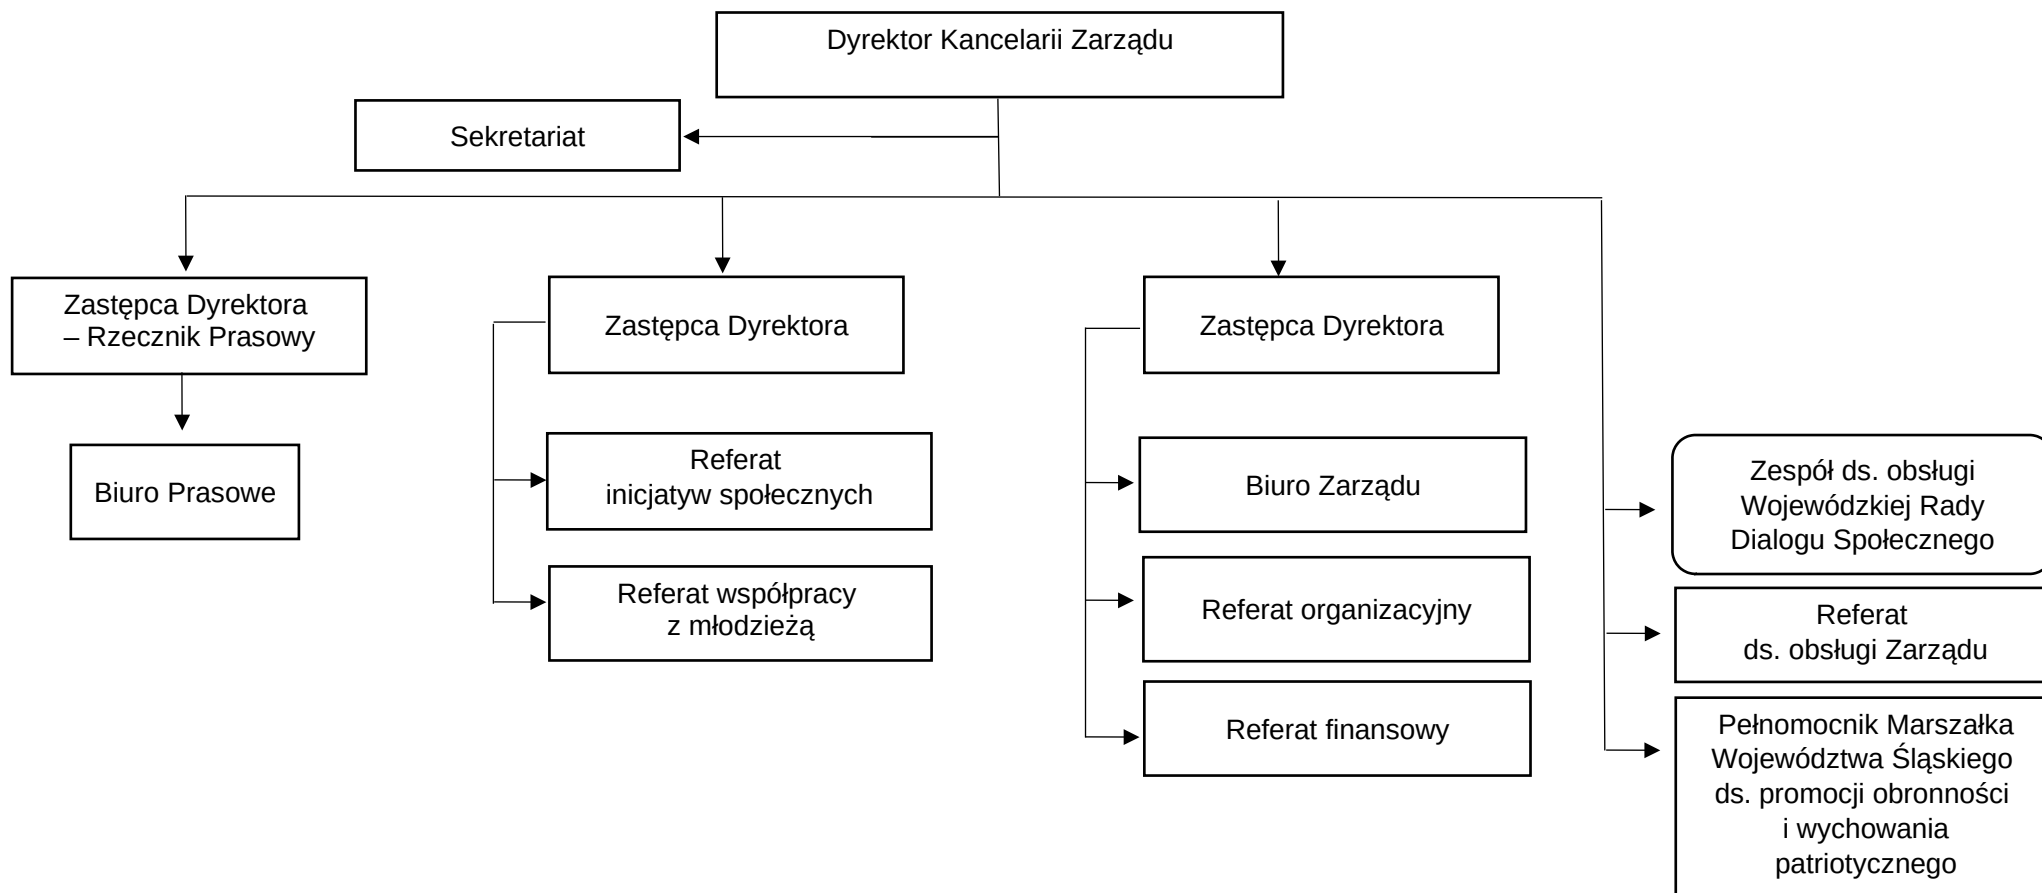 Dyrektor Kancelarii Zarządu
Sekretariat
Zastępca Dyrektora
– Rzecznik Prasowy
Zastępca Dyrektora
Zastępca Dyrektora
Biuro Prasowe
Referat
inicjatyw społecznych
Referat współpracy
z młodzieżą
Biuro Zarządu
Referat organizacyjny
Referat finansowy
Zespół ds. obsługi
Wojewódzkiej Rady
Dialogu Społecznego
Referat
ds. obsługi Zarządu
Pełnomocnik Marszałka
Województwa Śląskiego
ds. promocji obronności
i wychowania
patriotycznego